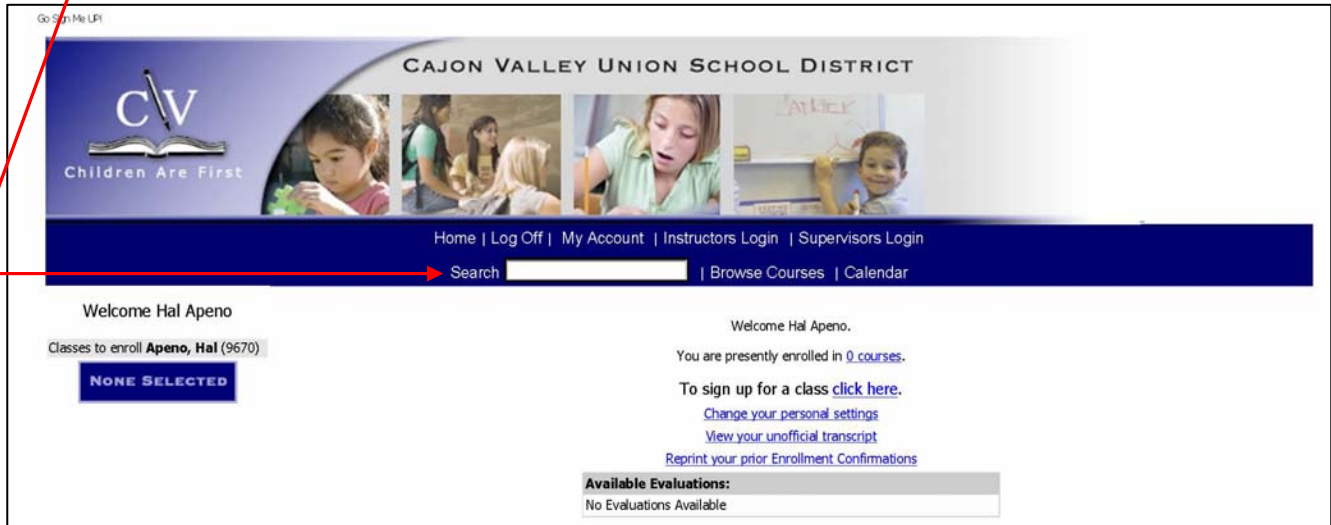 Go Sign Me UP!
CAJON VALLEY UNION SCHOOL DISTRICT
CV
Children Are First
Home | Log Off | My Account | Instructors Login | Supervisors Login
Search | Browse Courses | Calendar
Welcome Hal Apeno
Classes to enroll Apeno, Hal (9670)
NONE SELECTED
Welcome Hal Apeno.
You are presently enrolled in 0 courses.
To sign up for a class click here.
Change your personal settings
View your unofficial transcript
Reprint your prior Enrollment Confirmations
Available Evaluations:
No Evaluations Available